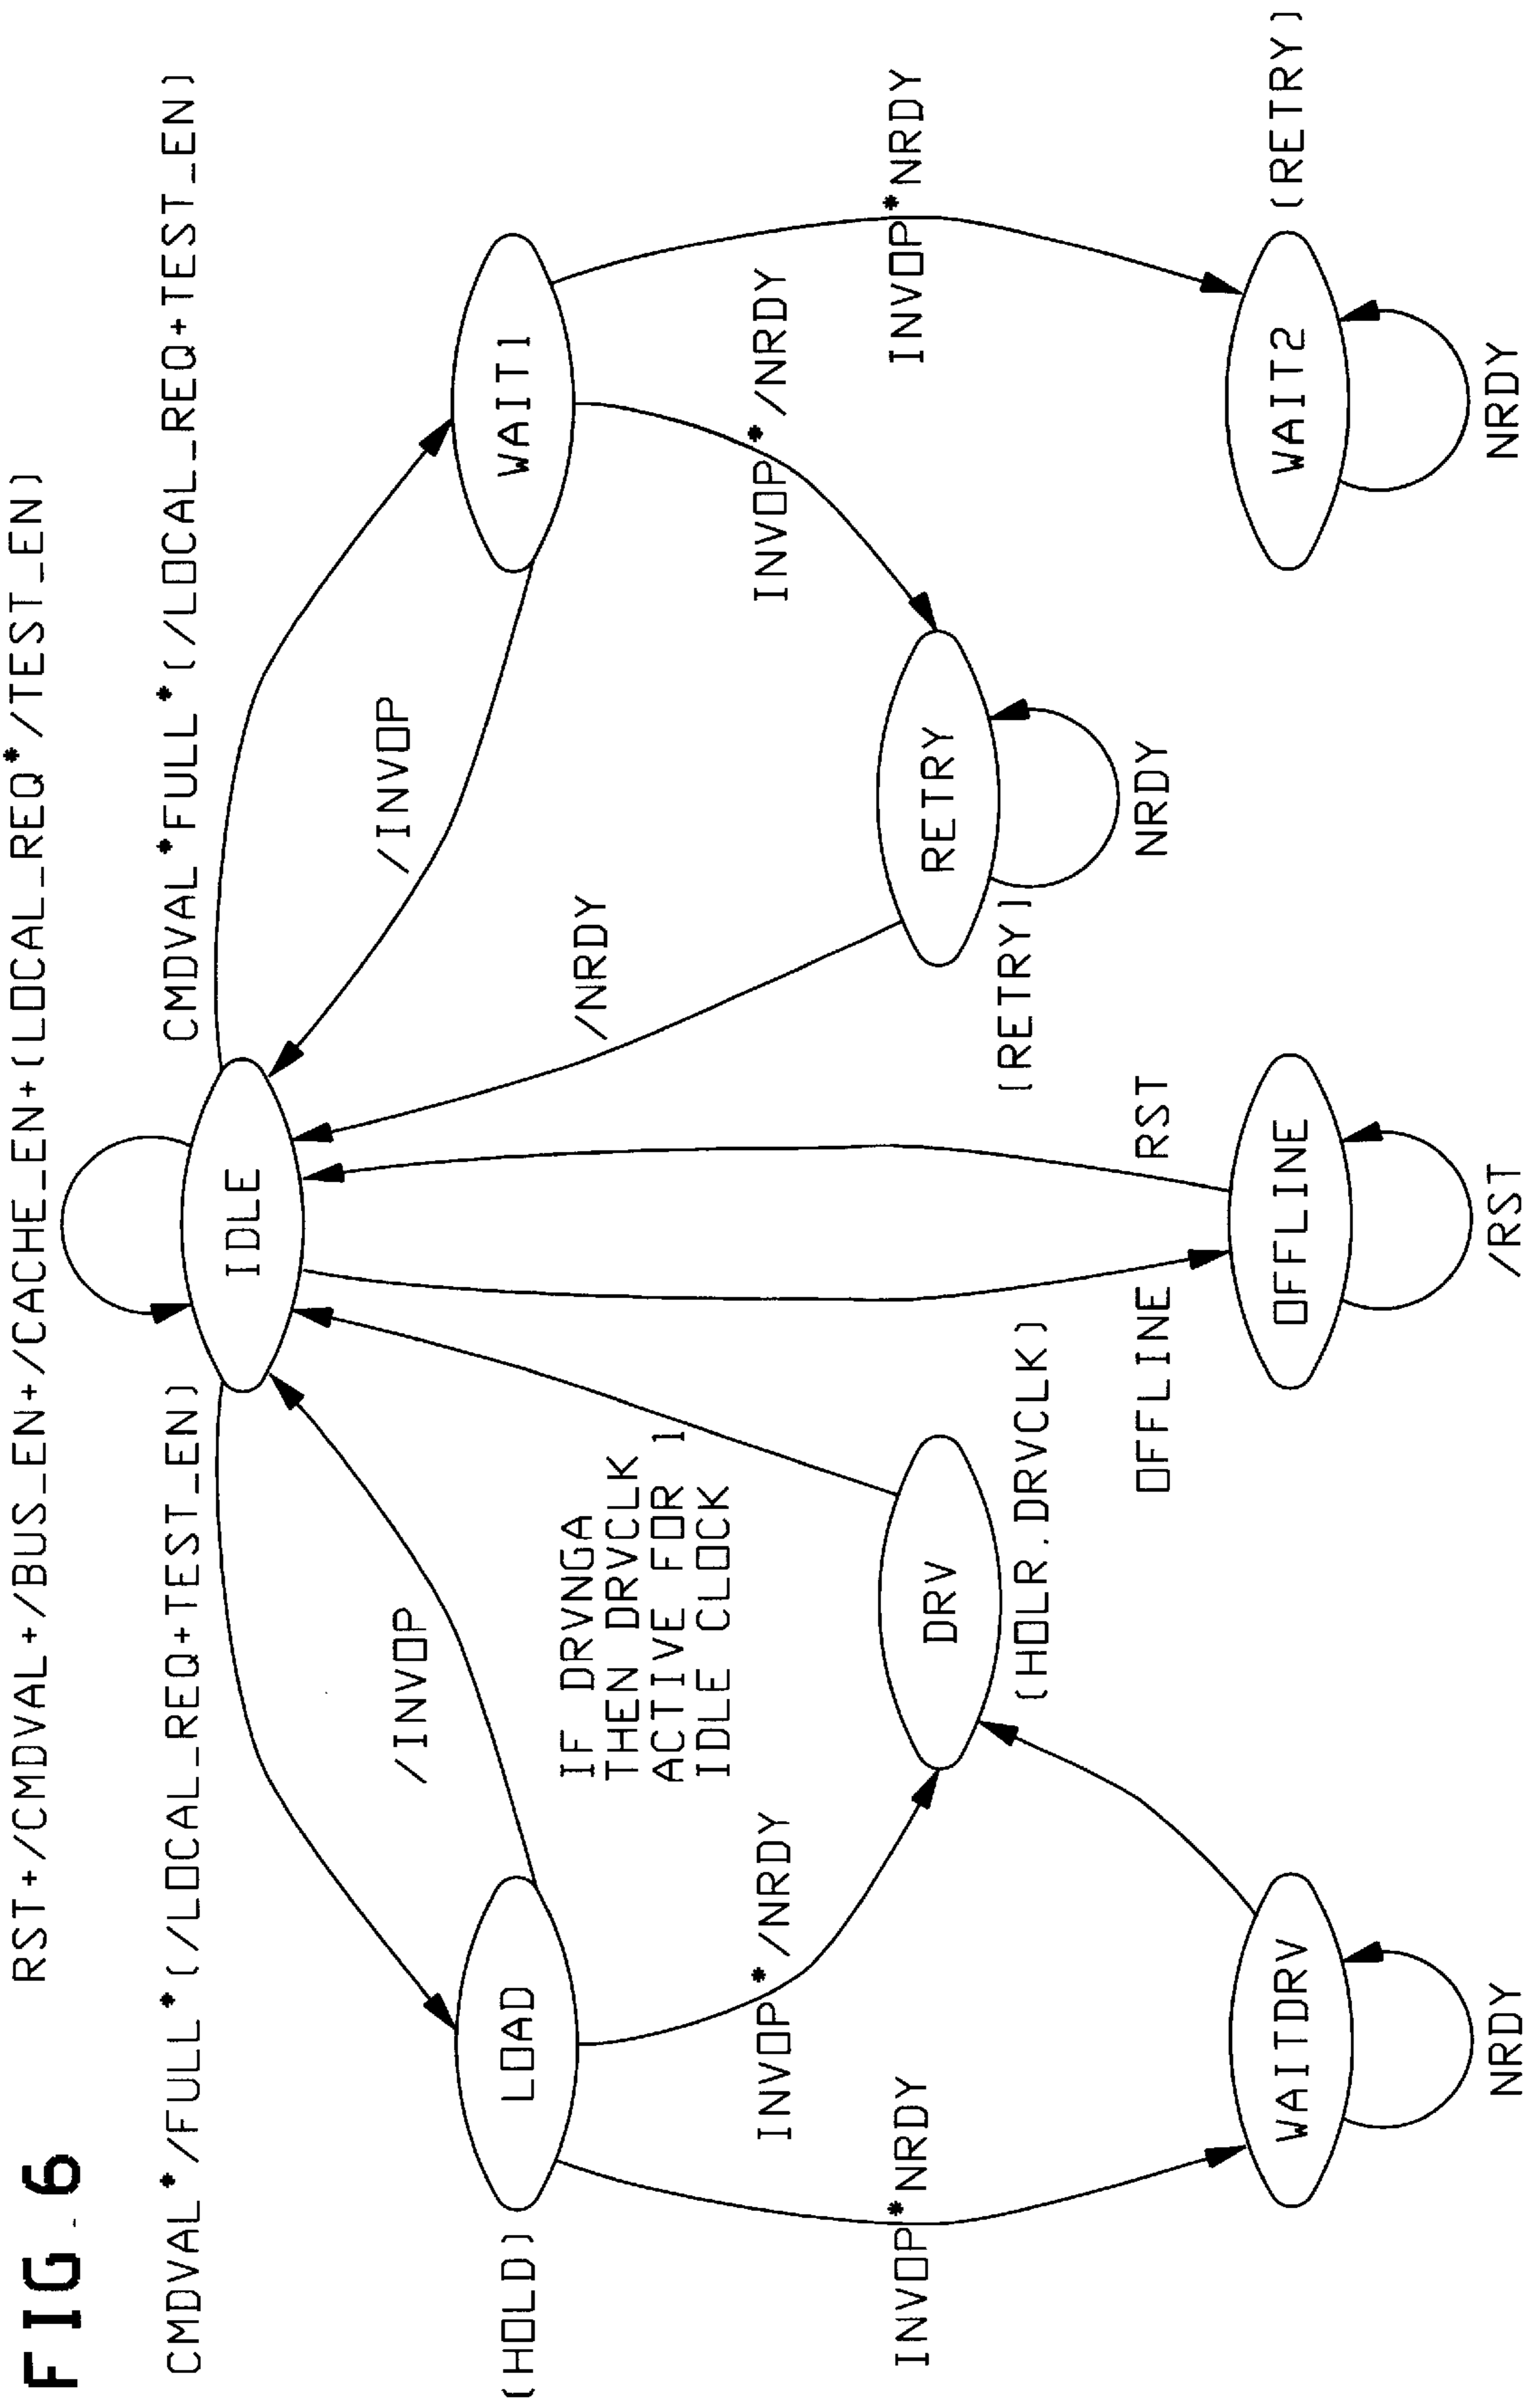 FIG. 6
RST+/CMDVAL+/BUS_EN+/CACHE_EN+(LOCAL_REQ*/TEST_EN)
CMDVAL*/FULL*(/LOCAL_REQ+TEST_EN)
CMDVAL*FULL*(/LOCAL_REQ+TEST_EN)
IDLE
/INVOP
/INVOP
(HOLD)
LOAD
WAIT1
IF DRVNGA
THEN DRVCLK
ACTIVE FOR 1
IDLE CLOCK
/NRDY
INVOP*/NRDY
INVOP*/NRDY
INVOP*NRDY
INVOP*NRDY
DRV
RETRY
(HOLR.DRVCLK)
(RETRY)
OFFLINE
RST
NRDY
WAITDRV
OFFLINE
WAIT2
(RETRY)
NRDY
/RST
NRDY